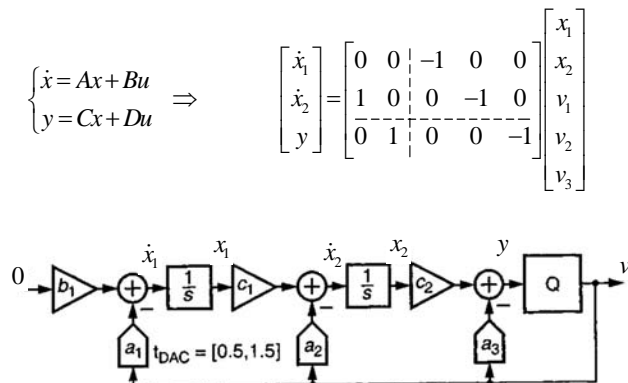 {ẋ = Ax + Bu
y = Cx + Du ⇒
[ẋ₁ ẋ₂ y] = [0 0 -1 0 0
1 0 0 -1 0
0 1 0 0 -1] [x₁ x₂ v₁ v₂ v₃]
ẋ₁ x₁ ẋ₂ x₂ y v
0 b₁ + 1/s c₁ + 1/s c₂ + Q
− − −
a₁ t_DAC = [0.5,1.5] a₂ a₃